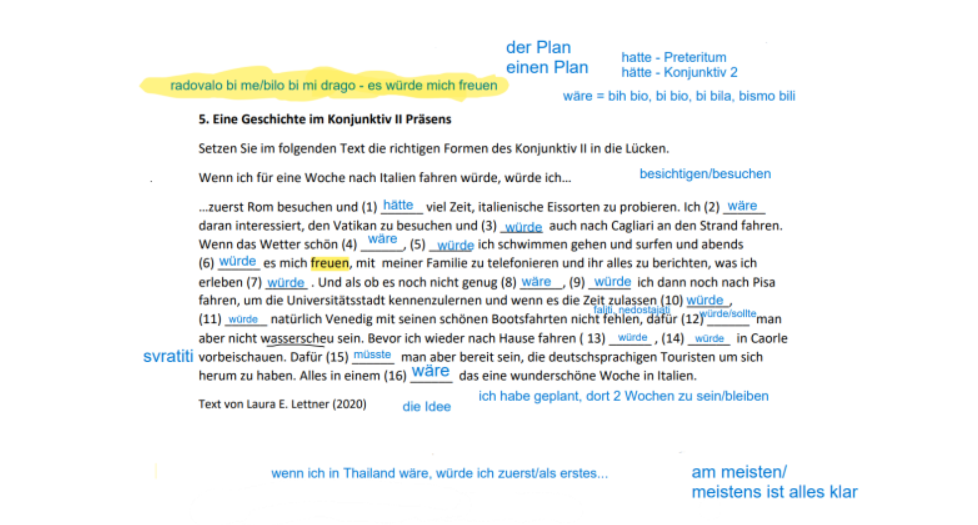 der Plan
einen Plan
hatte - Preteritum
hätte - Konjunktiv 2
radovalo bi me/bilo bi mi drago - es würde mich freuen
wäre = bih bio, bi bio, bi bila, bismo bili
5. Eine Geschichte im Konjunktiv II Präsens
Setzen Sie im folgenden Text die richtigen Formen des Konjunktiv II in die Lücken.
besichtigen/besuchen
Wenn ich für eine Woche nach Italien fahren würde, würde ich…
…zuerst Rom besuchen und (1) hätte viel Zeit, italienische Eissorten zu probieren. Ich (2) wäre
daran interessiert, den Vatikan zu besuchen und (3) würde auch nach Cagliari an den Strand fahren.
Wenn das Wetter schön (4) wäre, (5) würde ich schwimmen gehen und surfen und abends
(6) würde es mich freuen, mit meiner Familie zu telefonieren und ihr alles zu berichten, was ich
erleben (7) würde. Und als ob es noch nicht genug (8) wäre, (9) würde ich dann noch nach Pisa
fahren, um die Universitätsstadt kennenzulernen und wenn es die Zeit zulassen (10) würde,
faliti, nedostajati
(11) würde natürlich Venedig mit seinen schönen Bootsfahrten nicht fehlen, dafür (12) würde/sollte man
aber nicht wasserscheu sein. Bevor ich wieder nach Hause fahren ( 13) würde, (14) würde in Caorle
svratiti vorbeischauen. Dafür (15) müsste man aber bereit sein, die deutschsprachigen Touristen um sich
herum zu haben. Alles in einem (16) wäre das eine wunderschöne Woche in Italien.
ich habe geplant, dort 2 Wochen zu sein/bleiben
Text von Laura E. Lettner (2020)
die Idee
wenn ich in Thailand wäre, würde ich zuerst/als erstes...
am meisten/
meistens ist alles klar